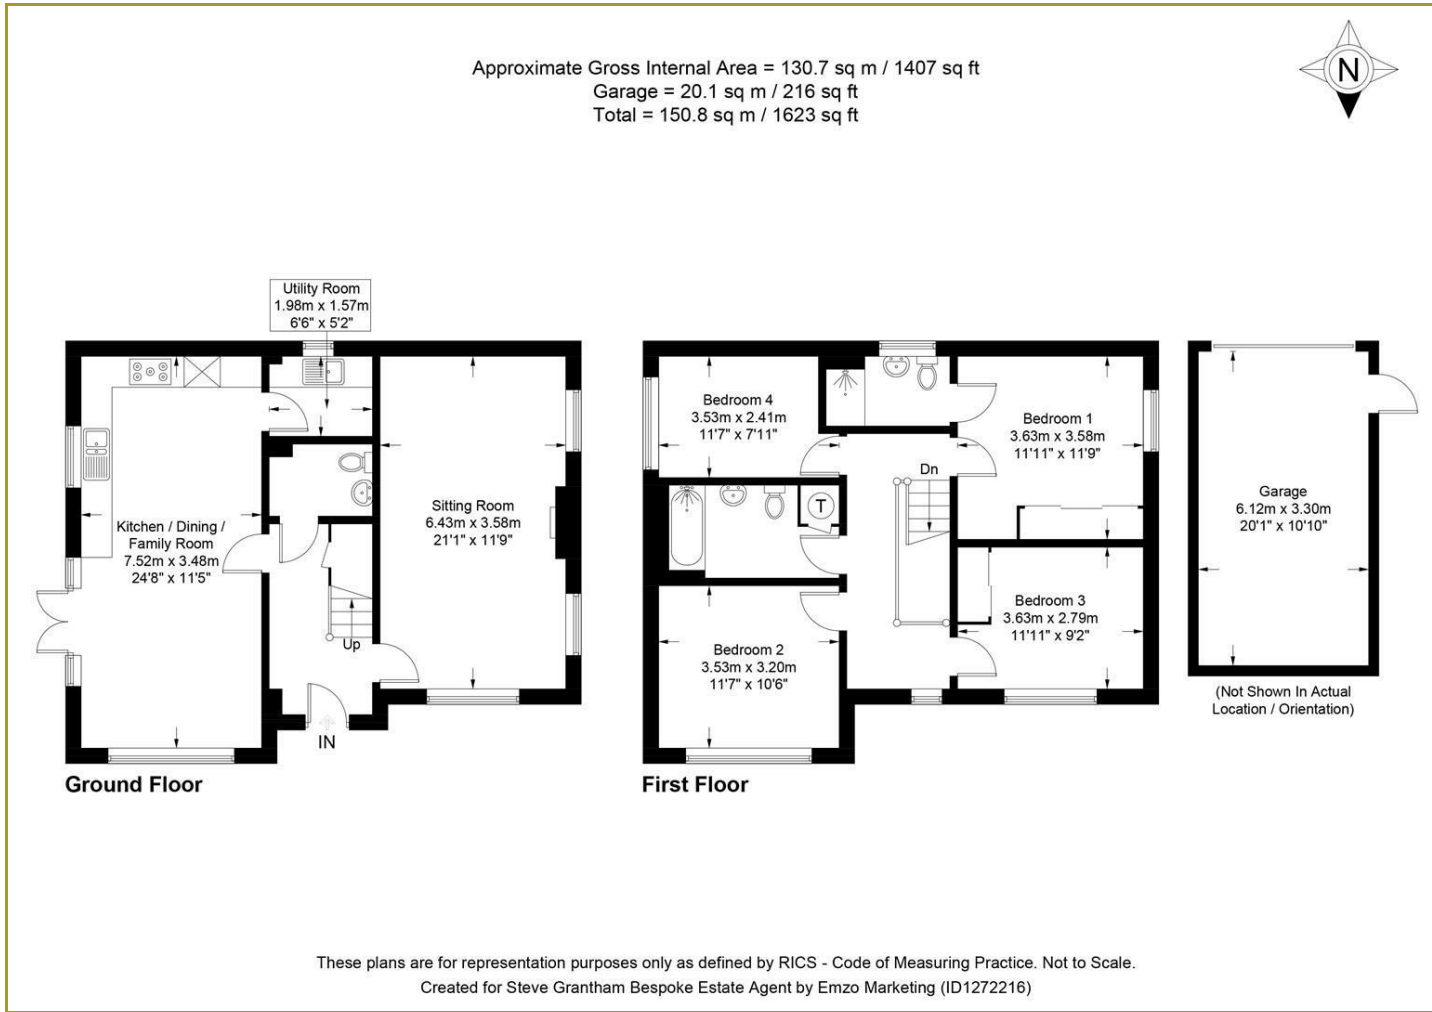 Approximate Gross Internal Area = 130.7 sq m / 1407 sq ft
Garage = 20.1 sq m / 216 sq ft
Total = 150.8 sq m / 1623 sq ft
N
Utility Room
1.98m x 1.57m
6'6" x 5'2"
Kitchen / Dining /
Family Room
7.52m x 3.48m
24'8" x 11'5"
Sitting Room
6.43m x 3.58m
21'1" x 11'9"
Up
IN
Ground Floor
Bedroom 4
3.53m x 2.41m
11'7" x 7'11"
Bedroom 1
3.63m x 3.58m
11'11" x 11'9"
Dn
T
Bedroom 3
3.63m x 2.79m
11'11" x 9'2"
Bedroom 2
3.53m x 3.20m
11'7" x 10'6"
First Floor
Garage
6.12m x 3.30m
20'1" x 10'10"
(Not Shown In Actual
Location / Orientation)
These plans are for representation purposes only as defined by RICS - Code of Measuring Practice. Not to Scale.
Created for Steve Grantham Bespoke Estate Agent by Emzo Marketing (ID1272216)